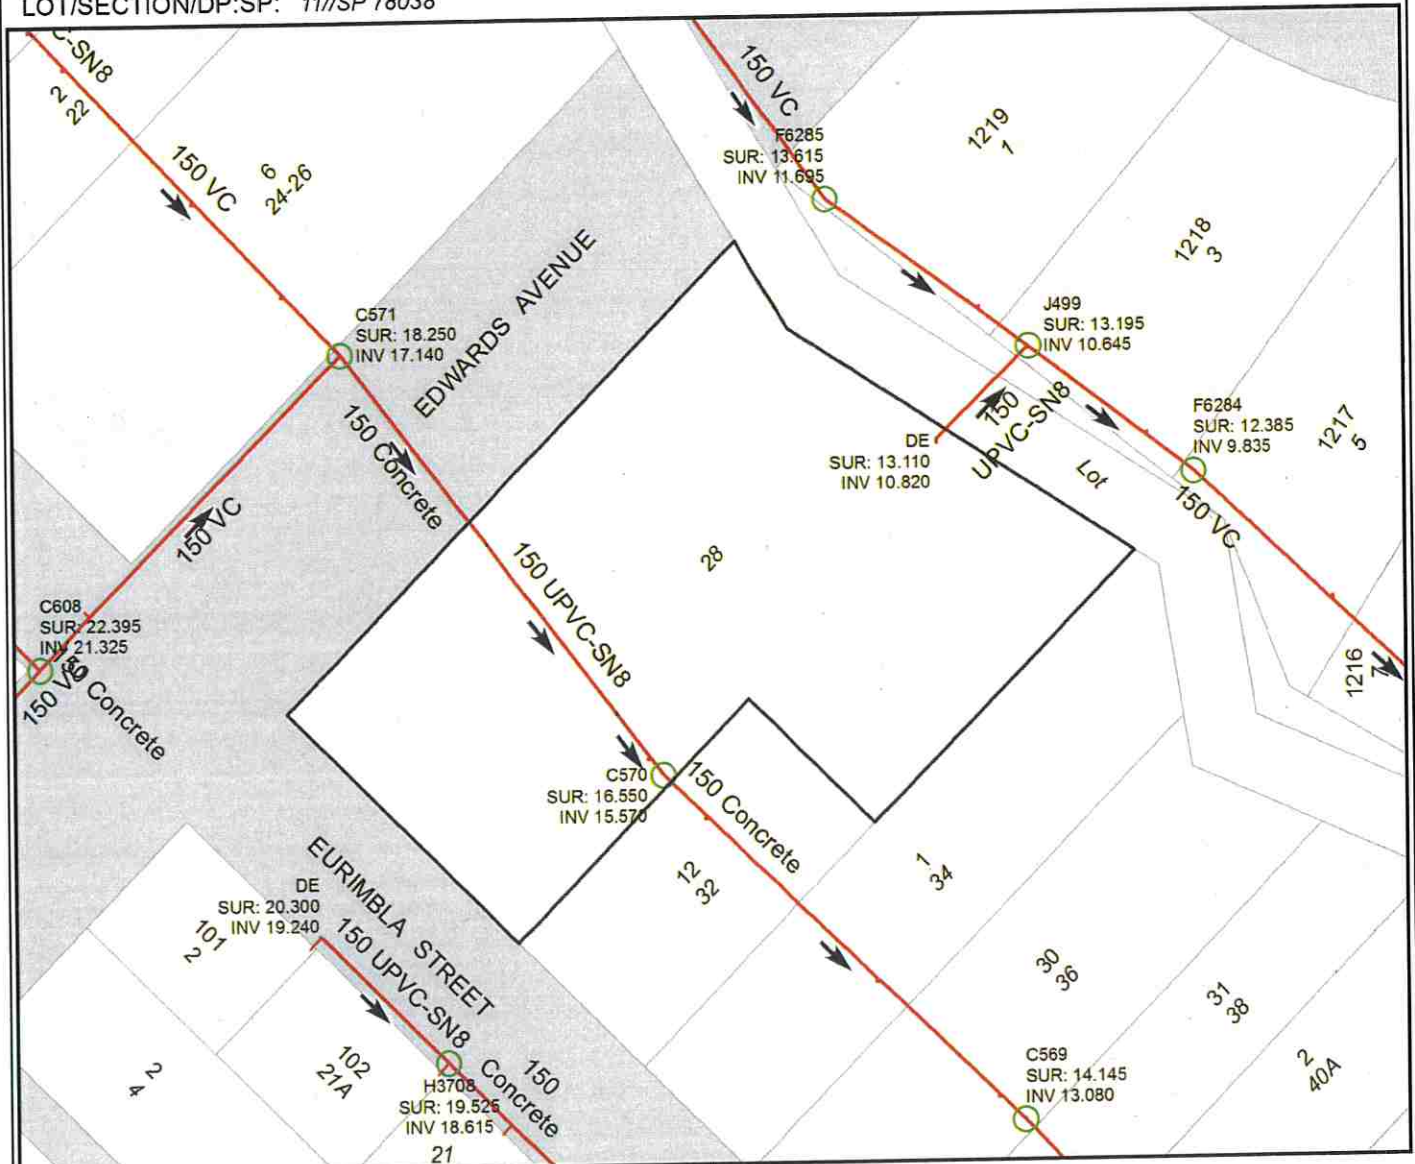 LOT/SECTION/DP:SP: 11//SP 78038
C-SN8
2
22
150 VC
6
24-26
150 VC
F6285
SUR: 13.615
INV 11.695
1219
1
1218
3
EDWARDS AVENUE
C571
SUR: 18.250
INV 17.140
J499
SUR: 13.195
INV 10.645
150 Concrete
150
UPVC-SN8
F6284
SUR: 12.385
INV 9.835
1217
5
DE
SUR: 13.110
INV 10.820
Lot
150 VC
150 VC
28
150 UPVC-SN8
C608
SUR: 22.395
INV 21.325
150 VC
150 Concrete
1216
7
C570
SUR: 16.550
INV 15.570
150 Concrete
12
32
1
34
EURIMBLA STREET
DE
SUR: 20.300
INV 19.240
150 UPVC-SN8
101
2
30
36
31
38
2
4
102
21A
150
Concrete
H3708
SUR: 19.525
INV 18.615
21
C569
SUR: 14.145
INV 13.080
2
40A